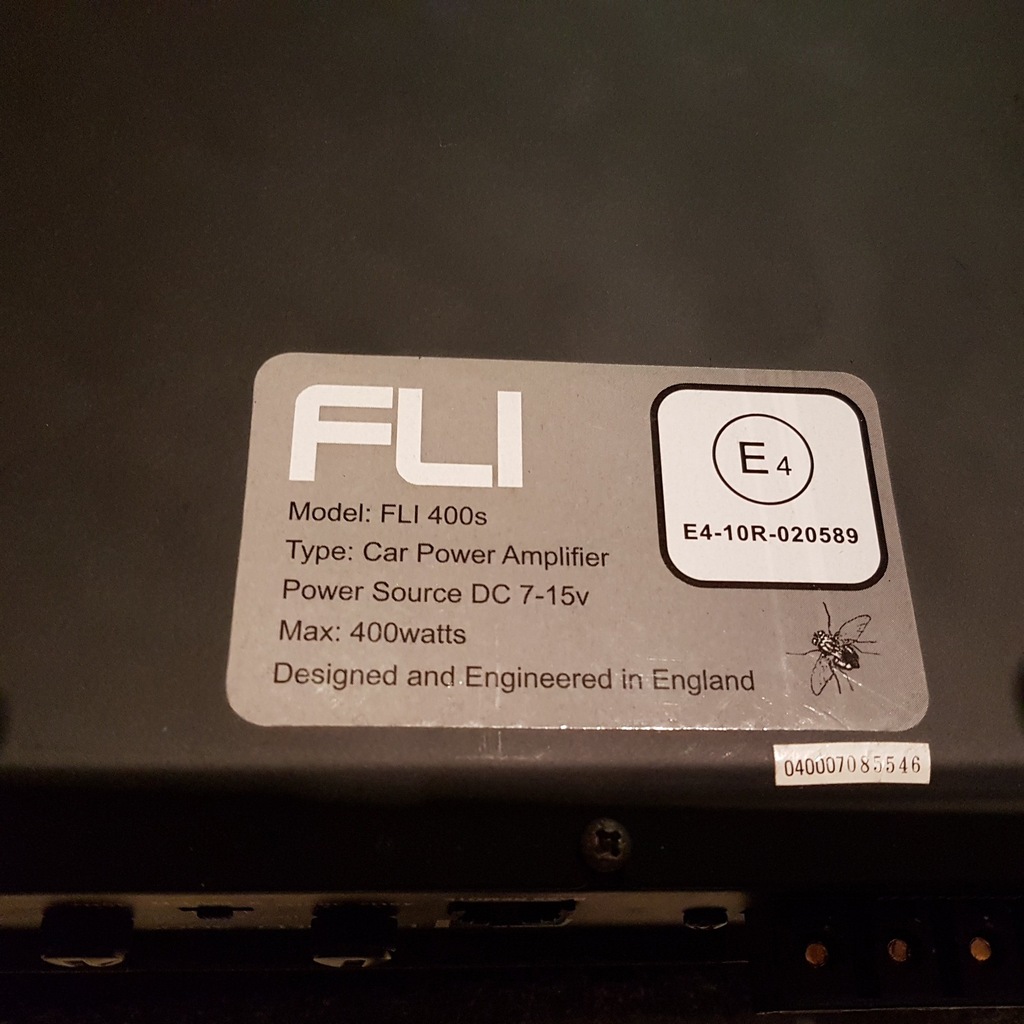 FLI
Model: FLI 400s
Type: Car Power Amplifier
Power Source DC 7-15v
Max: 400watts
Designed and Engineered in England
E4
E4-10R-020589
040007085546